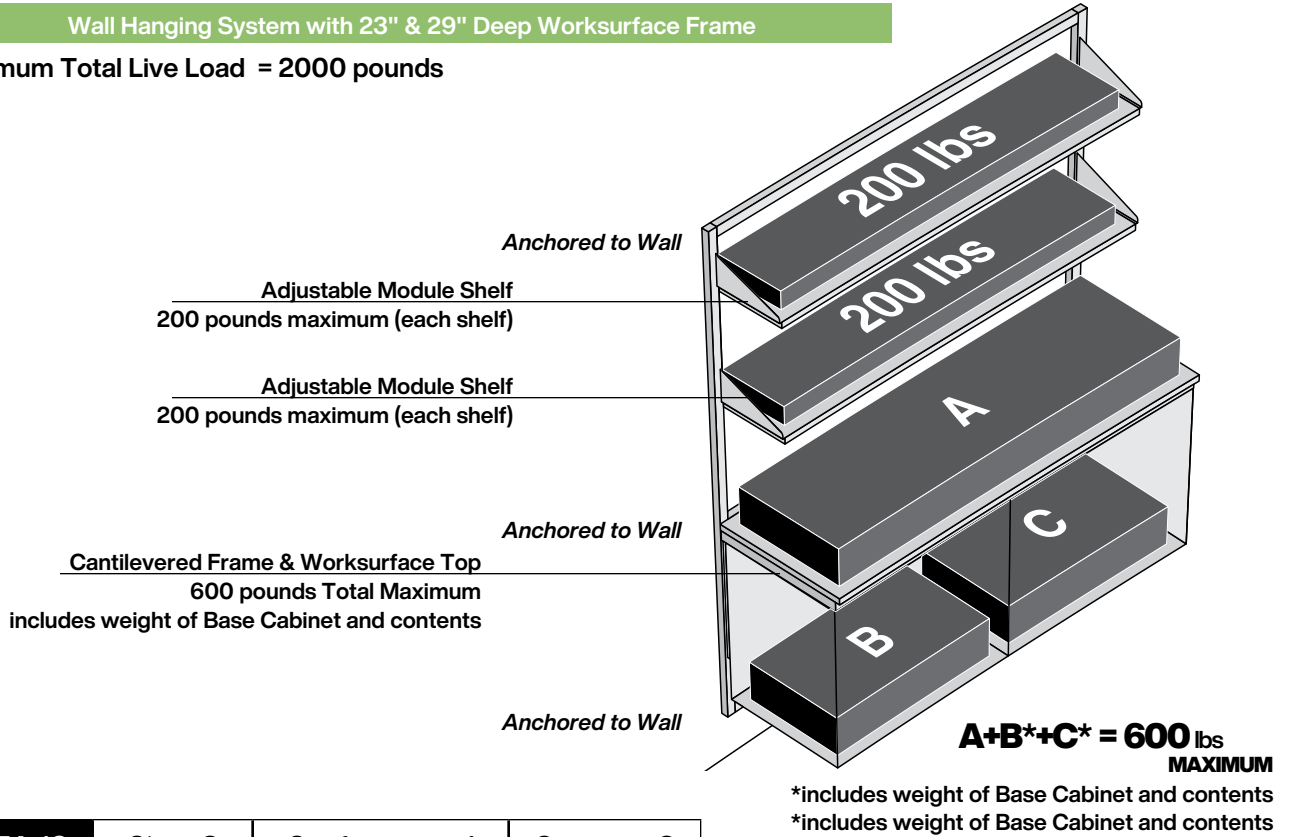 Wall Hanging System with 23" & 29" Deep Worksurface Frame
mum Total Live Load = 2000 pounds
200 lbs
Anchored to Wall
Adjustable Module Shelf
200 pounds maximum (each shelf)
200 lbs
Adjustable Module Shelf
200 pounds maximum (each shelf)
A
Anchored to Wall
C
Cantilevered Frame & Worksurface Top
600 pounds Total Maximum
includes weight of Base Cabinet and contents
B
Anchored to Wall
A+B*+C* = 600 lbs
MAXIMUM
*includes weight of Base Cabinet and contents
*includes weight of Base Cabinet and contents